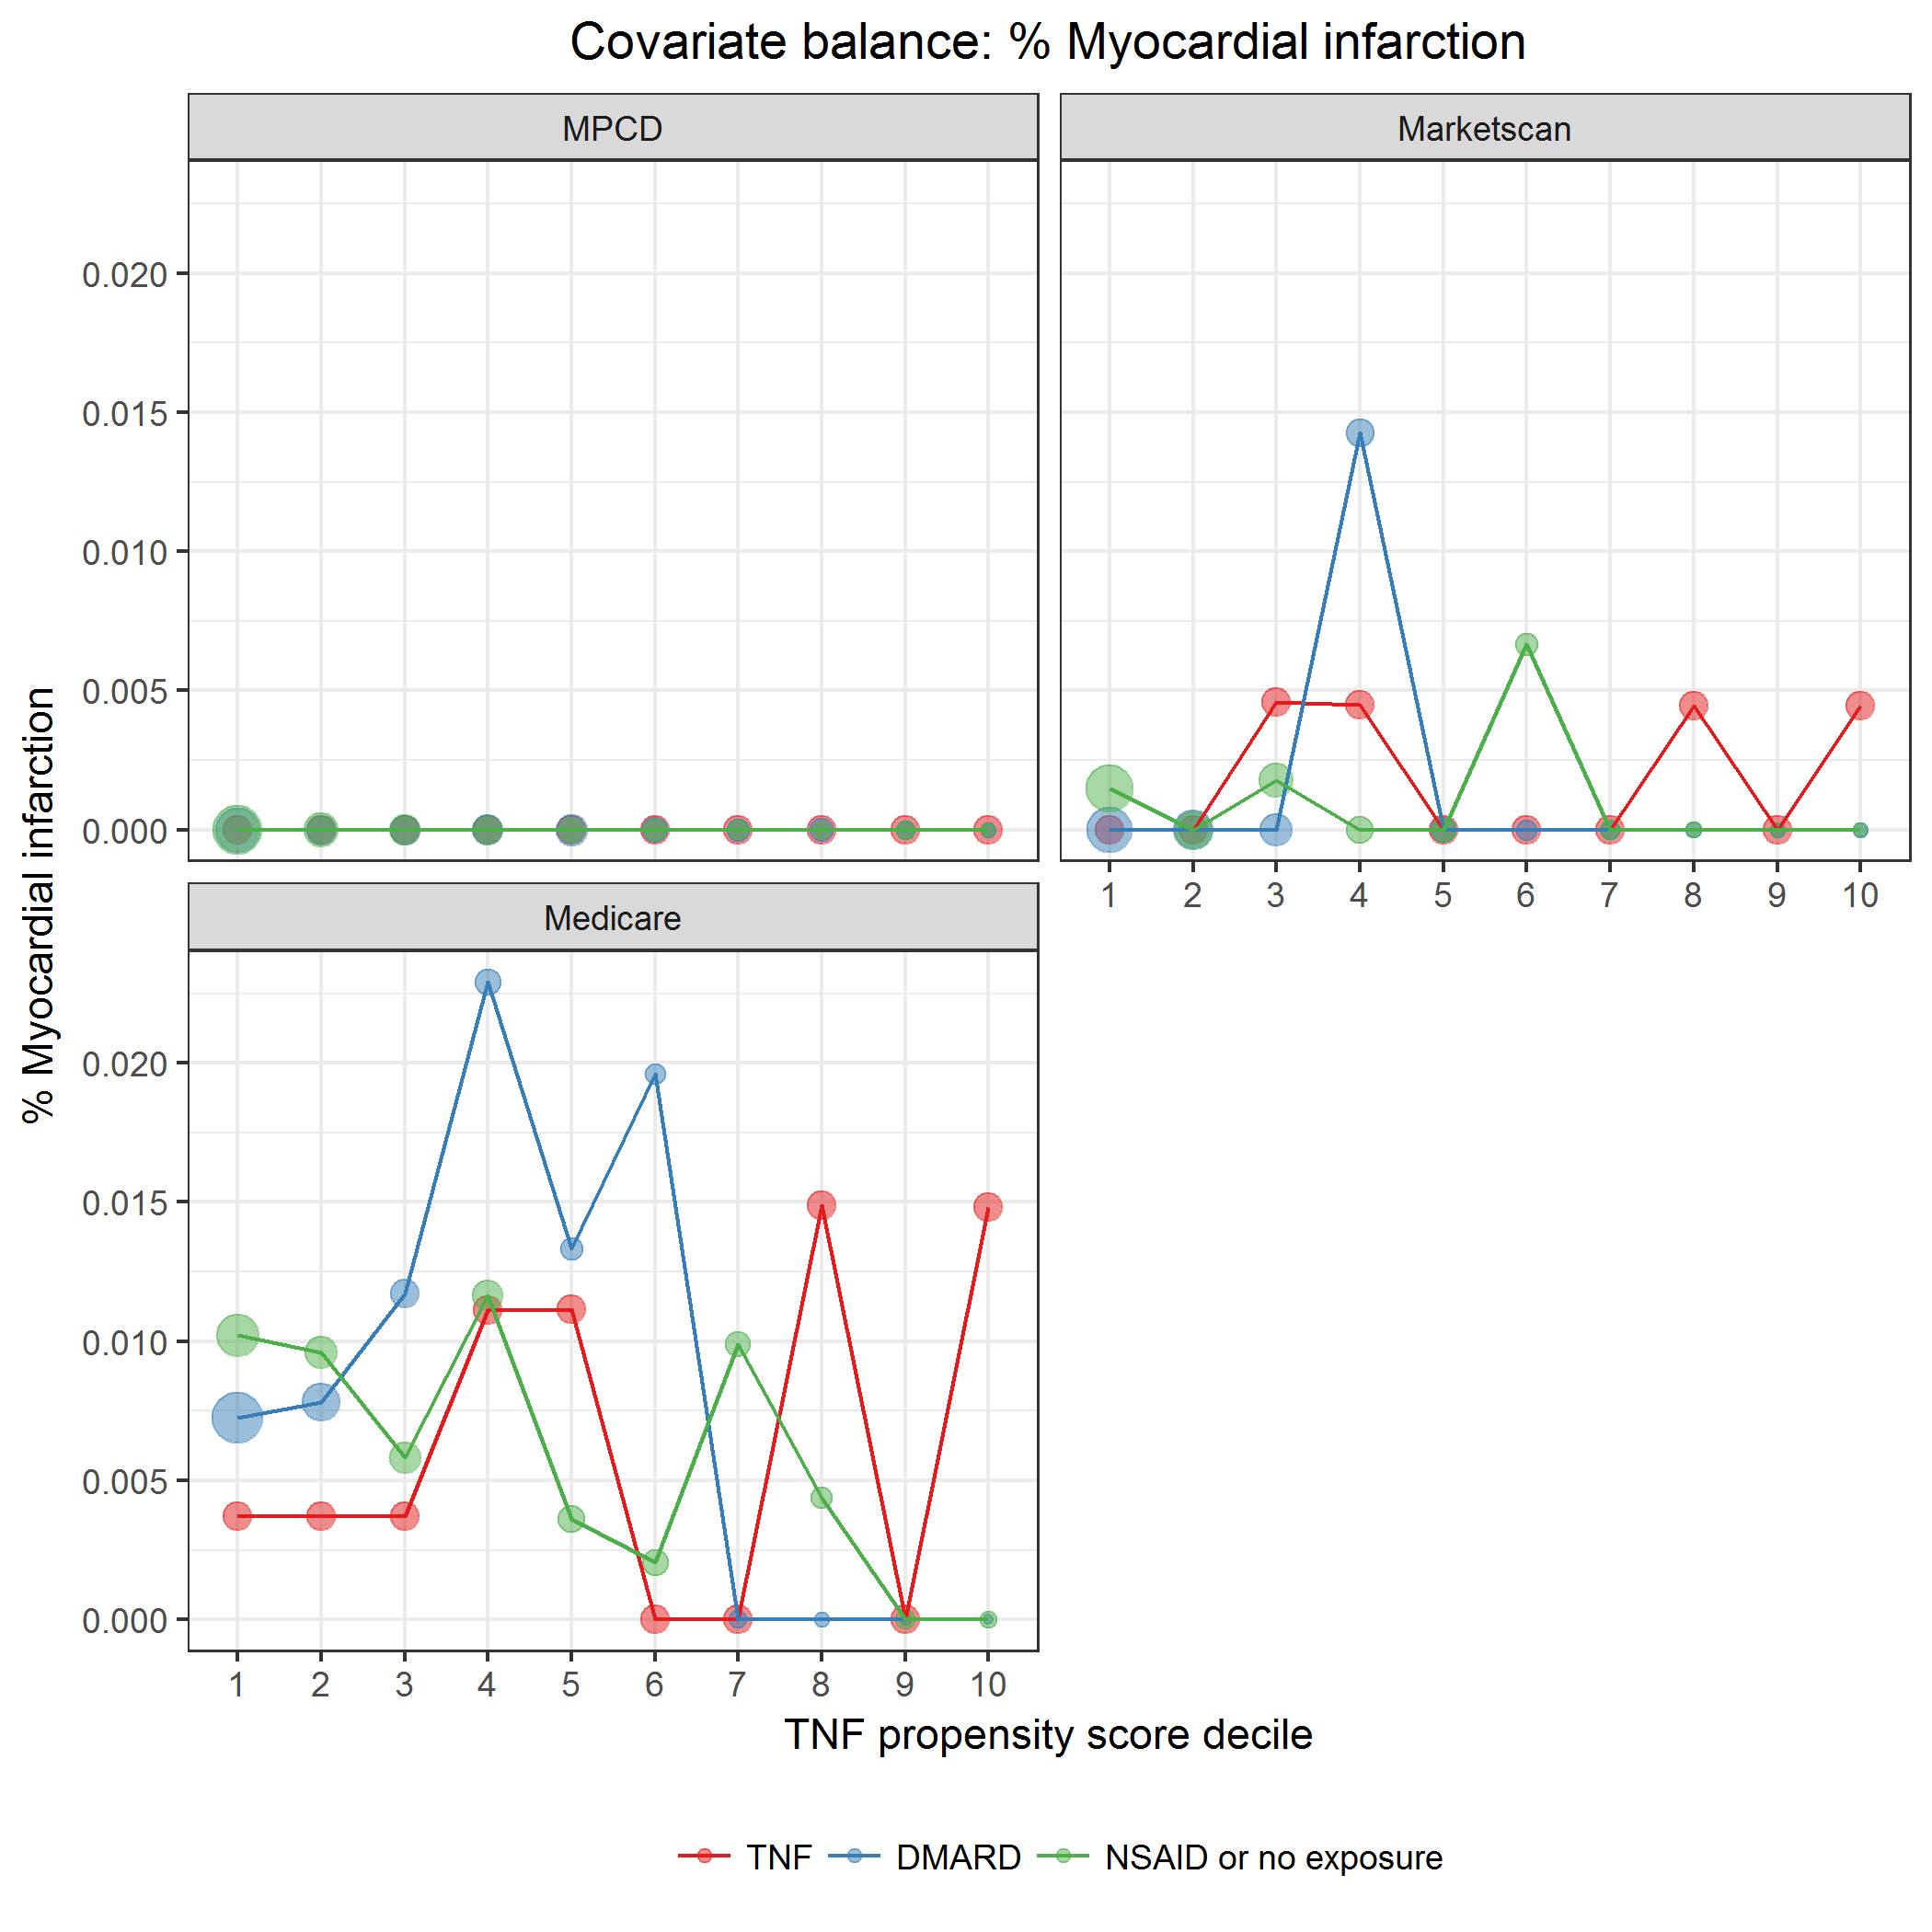 Covariate balance: % Myocardial infarction
MPCD
Marketscan
0.020
0.015
0.010
0.005
0.000
1 2 3 4 5 6 7 8 9 10
Medicare
% Myocardial infarction
0.020
0.015
0.010
0.005
0.000
1 2 3 4 5 6 7 8 9 10
TNF propensity score decile
TNF DMARD NSAID or no exposure